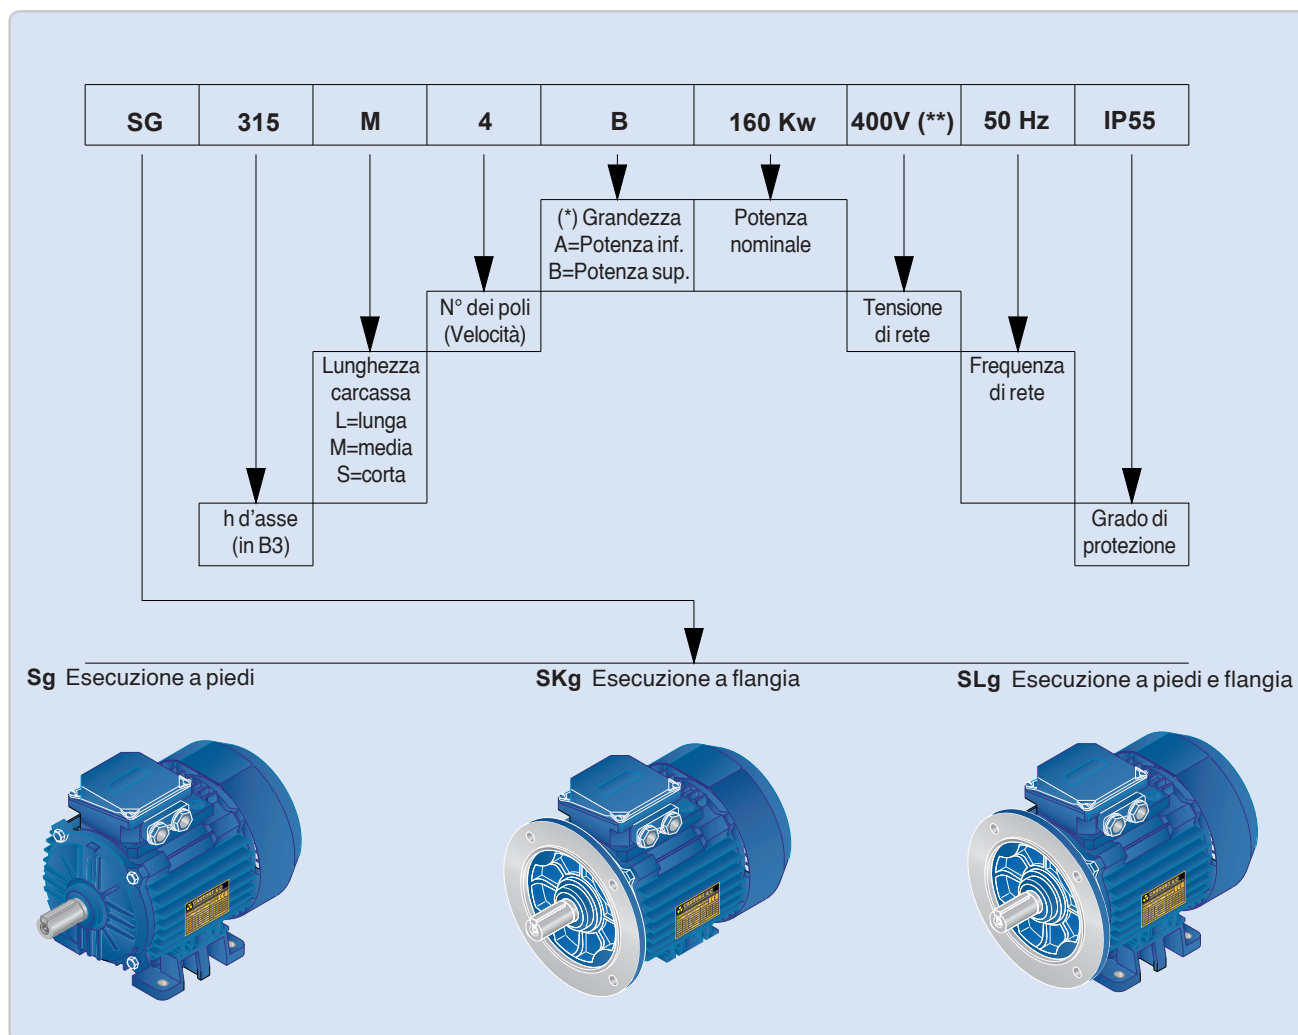 SG 315 M 4 B 160 Kw 400V (**) 50 Hz IP55
(*) Grandezza
A=Potenza inf.
B=Potenza sup.
Potenza
nominale
N° dei poli
(Velocità)
Tensione
di rete
Lunghezza
carcassa
L=lunga
M=media
S=corta
Frequenza
di rete
h d'asse
(in B3)
Grado di
protezione
Sg Esecuzione a piedi
SKg Esecuzione a flangia
SLg Esecuzione a piedi e flangia